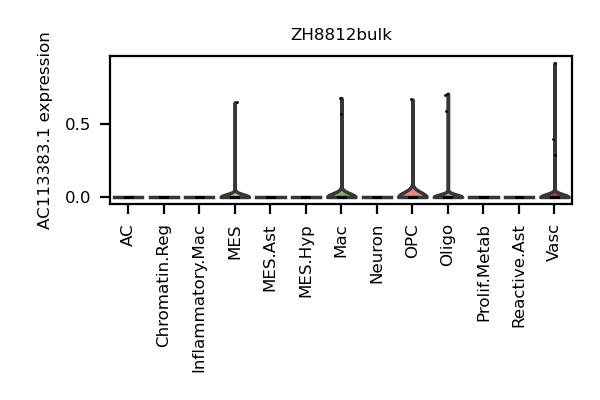 ZH8812bulk
AC113383.1 expression
0.5
0.0
AC
Chromatin.Reg
Inflammatory.Mac
MES
MES.Ast
MES.Hyp
Mac
Neuron
OPC
Oligo
Prolif.Metab
Reactive.Ast
Vasc